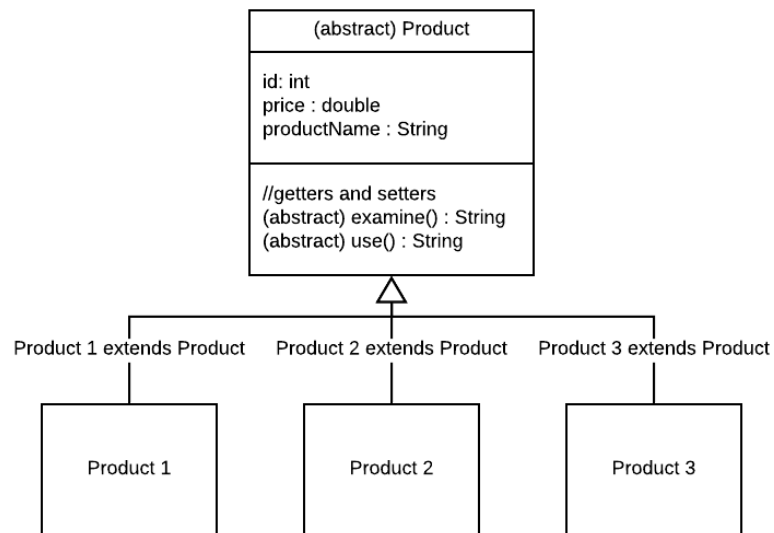 (abstract) Product
id: int
price : double
productName : String
//getters and setters
(abstract) examine() : String
(abstract) use() : String
Product 1 extends Product
Product 2 extends Product
Product 3 extends Product
Product 1
Product 2
Product 3